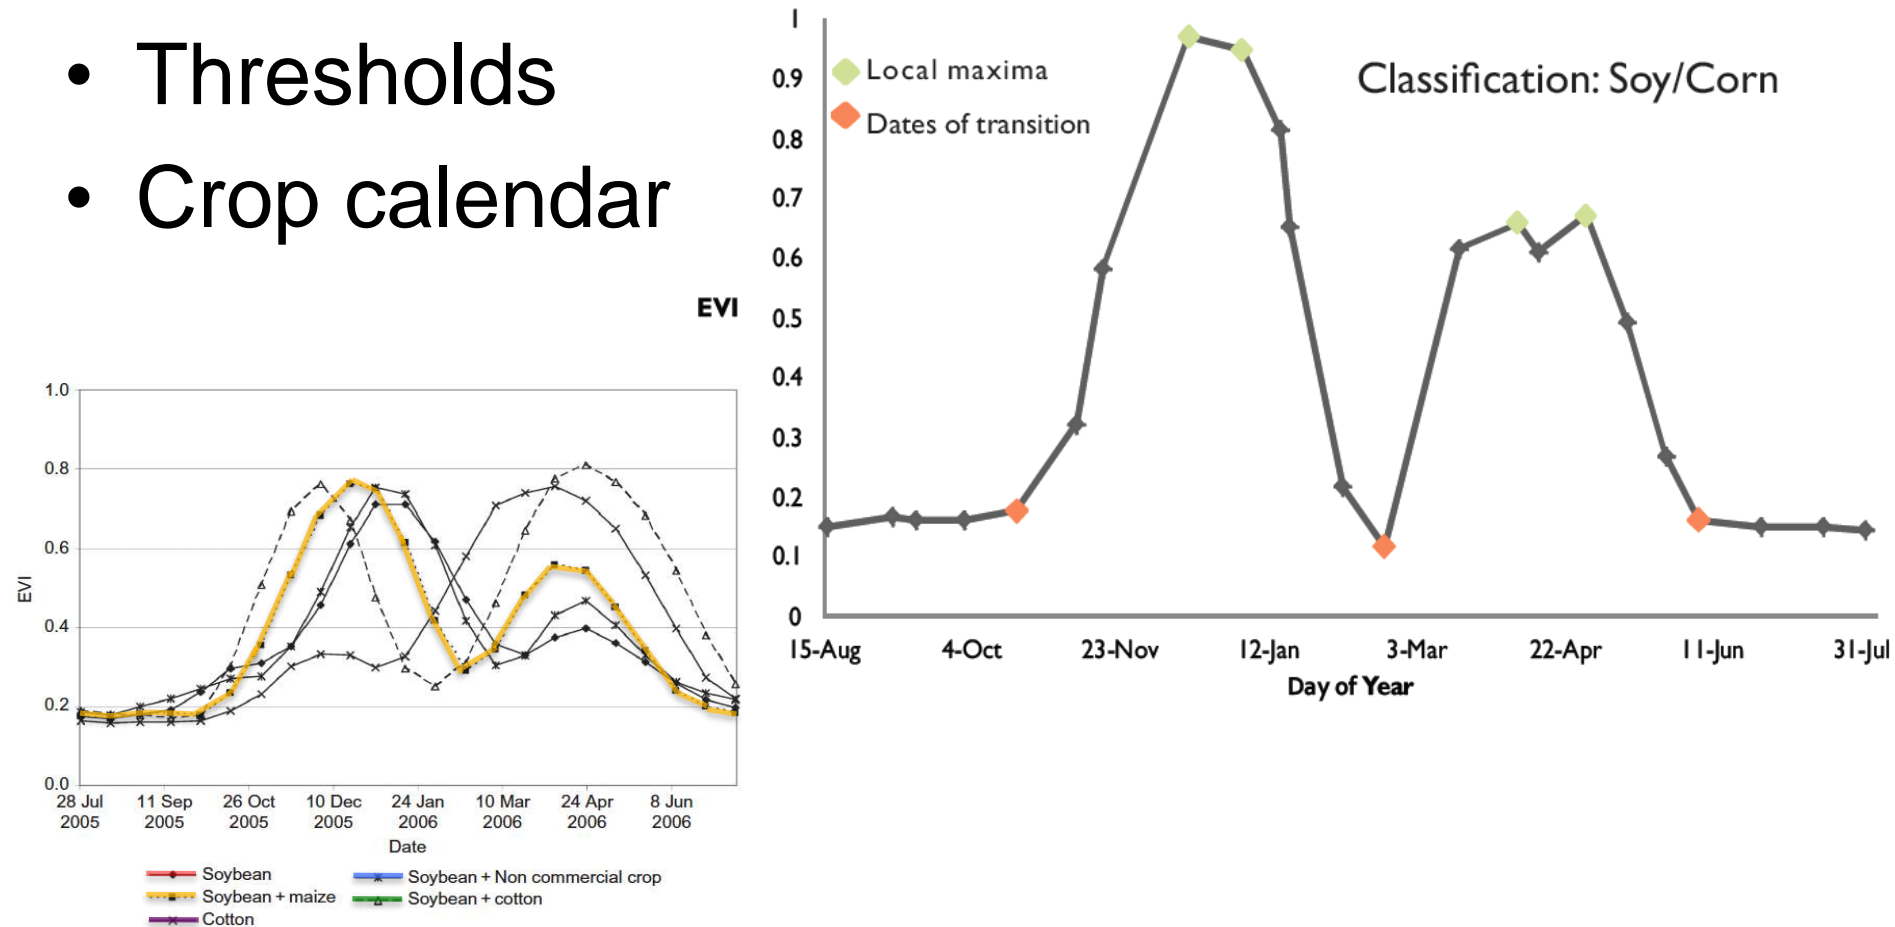 • Thresholds
• Crop calendar
EVI
1.0
0.8
0.6
0.4
0.2
0.0
EVI
28 Jul 11 Sep 26 Oct 10 Dec 24 Jan 10 Mar 24 Apr 8 Jun
2005 2005 2005 2005 2006 2006 2006 2006
Date
Soybean
Soybean + Non commercial crop
Soybean + maize
Soybean + cotton
Cotton
1
0.9
0.8
0.7
0.6
0.5
0.4
0.3
0.2
0.1
0
Local maxima
Dates of transition
Classification: Soy/Corn
15-Aug 4-Oct 23-Nov 12-Jan 3-Mar 22-Apr 11-Jun 31-Jul
Day of Year